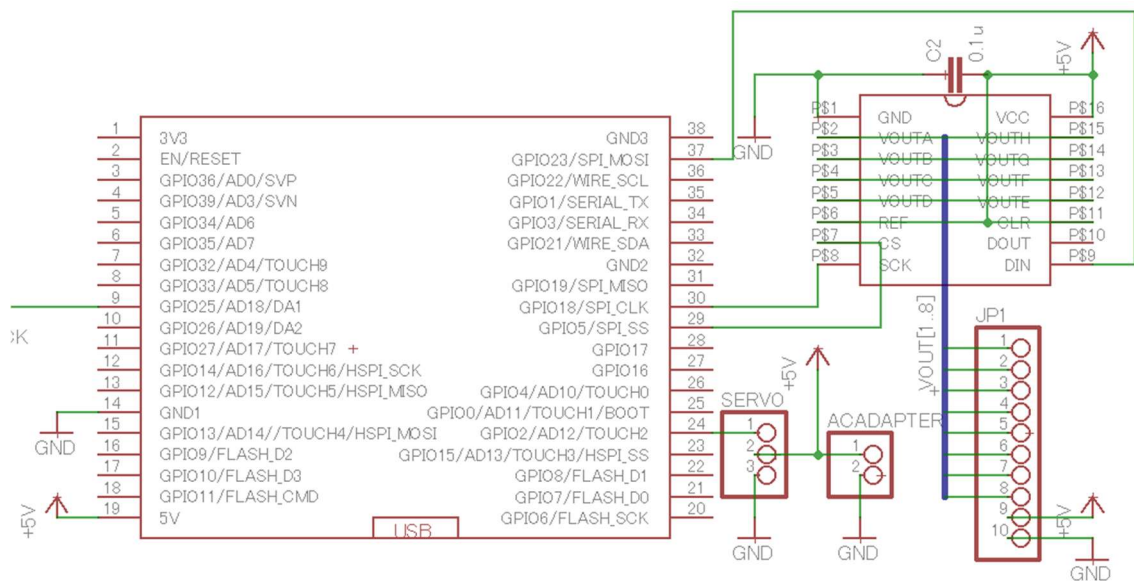 1 3V3
2 EN/RESET
3 GPIO36/AD0/SVP
4 GPIO39/AD3/SVN
5 GPIO34/AD6
6 GPIO35/AD7
7 GPIO32/AD4/TOUCH9
8 GPIO33/AD5/TOUCH8
9 GPIO25/AD18/DA1
10 GPIO26/AD19/DA2
11 GPIO27/AD17/TOUCH7
12 GPIO14/AD16/TOUCH6/HSPI_SCK
13 GPIO12/AD15/TOUCH5/HSPI_MISO
14 GND1
15 GPIO13/AD14//TOUCH4/HSPI_MOSI
16 GPIO9/FLASH_D2
17 GPIO10/FLASH_D3
18 GPIO11/FLASH_CMD
19 5V
GND
+5V
CK
USB
GND3 38
GPIO23/SPI_MOSI 37
GPIO22/WIRE_SCL 36
GPIO1/SERIAL_TX 35
GPIO3/SERIAL_RX 34
GPIO21/WIRE_SDA 33
GND2 32
GPIO19/SPI_MISO 31
GPIO18/SPI_CLK 30
GPIO5/SPI_SS 29
GPIO17 28
GPIO16 27
GPIO4/AD10/TOUCH0 26
GPIO0/AD11/TOUCH1/BOOT 25
GPIO2/AD12/TOUCH2 24
GPIO15/AD13/TOUCH3/HSPI_SS 23
GPIO8/FLASH_D1 22
GPIO7/FLASH_D0 21
GPIO6/FLASH_SCK 20
C2
0.1u
+5V
GND
P$1 GND VCC P$16
P$2 VOUTA VOUTH P$15
P$3 VOUTB VOUTG P$14
P$4 VOUTC VOUTF P$13
P$5 VOUTD VOUTE P$12
P$6 REF CLR P$11
P$7 CS DOUT P$10
P$8 SCK DIN P$9
VOUT[1..8]
+5V
SERVO
1
2
3
GND
ACADAPTER
1
2
GND
JP1
1
2
3
4
5
6
7
8
9
10
+5V
GND